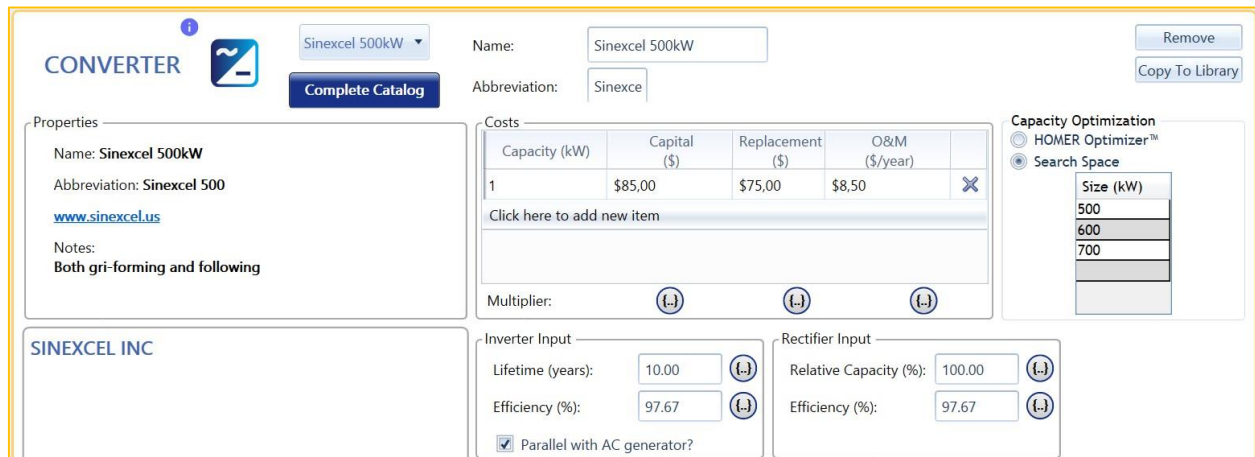 CONVERTER
i
Sinexcel 500kW
Complete Catalog
Name: Sinexcel 500kW
Abbreviation: Sinexce
Remove
Copy To Library
Properties
Name: Sinexcel 500kW
Abbreviation: Sinexcel 500
www.sinexcel.us
Notes:
Both gri-forming and following
Costs
Capacity (kW) Capital ($) Replacement ($) O&M ($/year)
1 $85,00 $75,00 $8,50
Click here to add new item
Multiplier: {..} {..} {..}
Capacity Optimization
HOMER Optimizer™
Search Space
Size (kW)
500
600
700
SINEXCEL INC
Inverter Input
Lifetime (years): 10.00 {..}
Efficiency (%): 97.67 {..}
Parallel with AC generator?
Rectifier Input
Relative Capacity (%): 100.00 {..}
Efficiency (%): 97.67 {..}